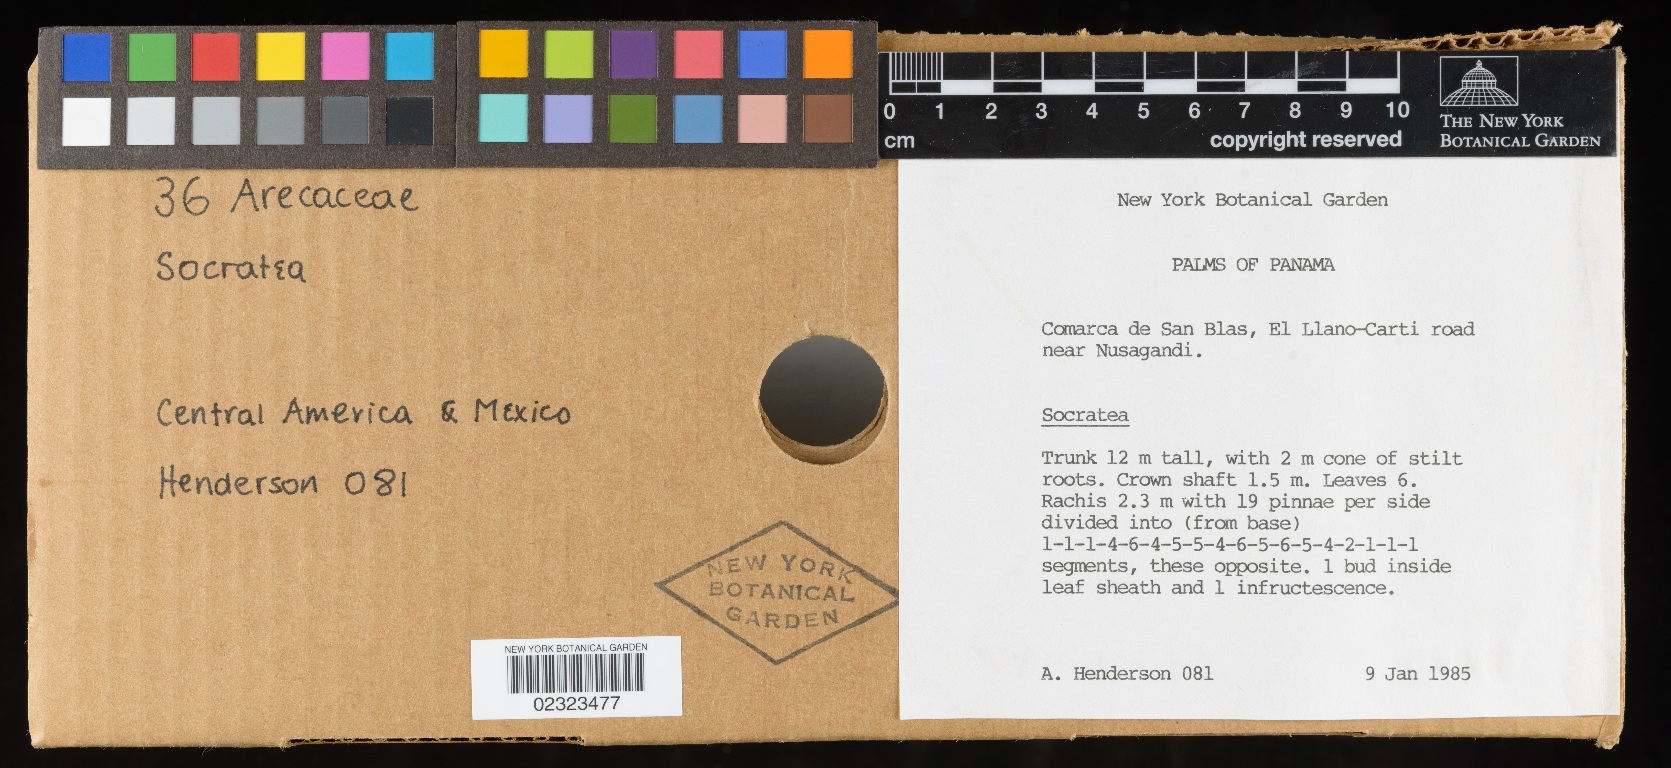 0 1 2 3 4 5 6 7 8 9 10
cm copyright reserved
THE NEW YORK
BOTANICAL GARDEN
36 Arecaceae
Socratea
Central America & Mexico
Henderson 081
NEW YORK
BOTANICAL
GARDEN
NEW YORK BOTANICAL GARDEN
02323477
New York Botanical Garden
PALMS OF PANAMA
Comarca de San Blas, El Llano-Carti road
near Nusagandi.
Socratea
Trunk 12 m tall, with 2 m cone of stilt
roots. Crown shaft 1.5 m. Leaves 6.
Rachis 2.3 m with 19 pinnae per side
divided into (from base)
1-1-1-4-6-4-5-5-4-6-5-6-5-4-2-1-1-1
segments, these opposite. 1 bud inside
leaf sheath and 1 infructescence.
A. Henderson 081 9 Jan 1985